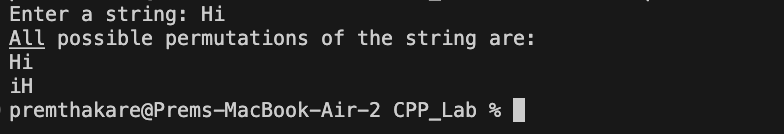 Enter a string: Hi
All possible permutations of the string are:
Hi
iH
premthakare@Prems-MacBook-Air-2 CPP_Lab %